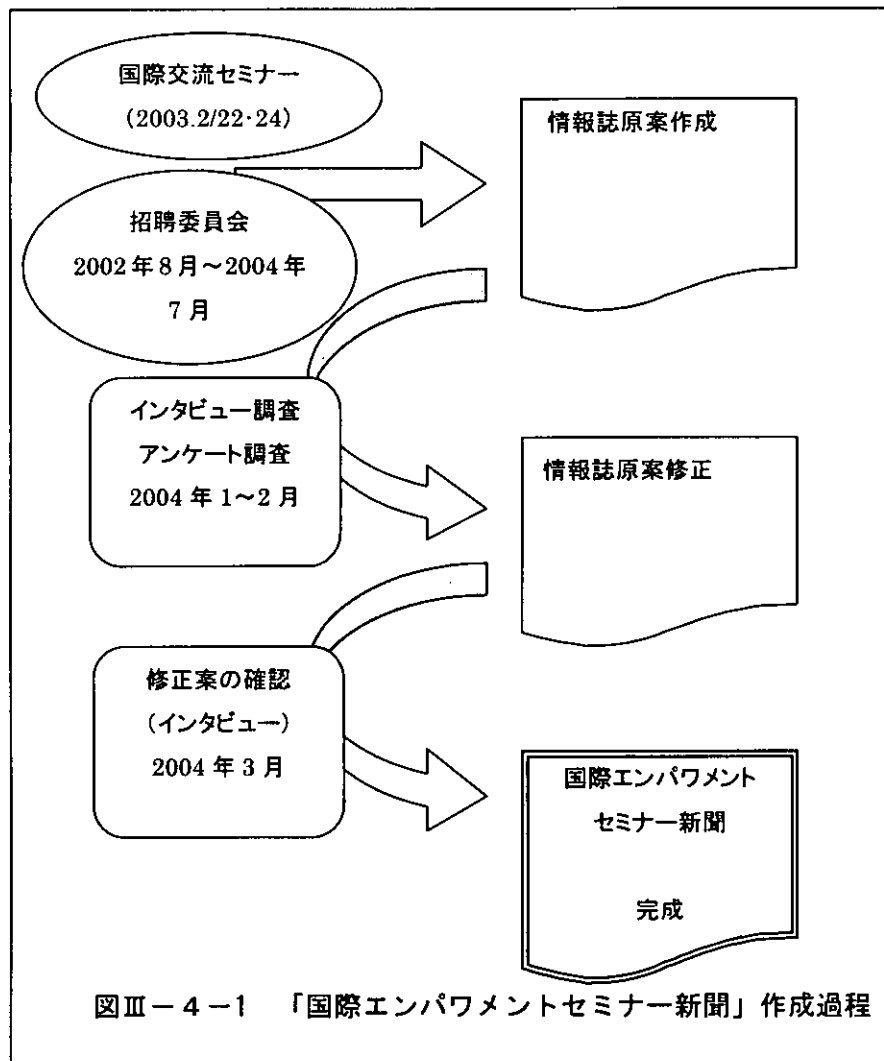 国際交流セミナー
（2003.2/22･24）
情報誌原案作成
招聘委員会
2002年8月～2004年
7月
インタビュー調査
アンケート調査
2004年1～2月
情報誌原案修正
修正案の確認
（インタビュー）
2004年3月
国際エンパワメント
セミナー新聞
完成
図Ⅲ－４－1　「国際エンパワメントセミナー新聞」作成過程